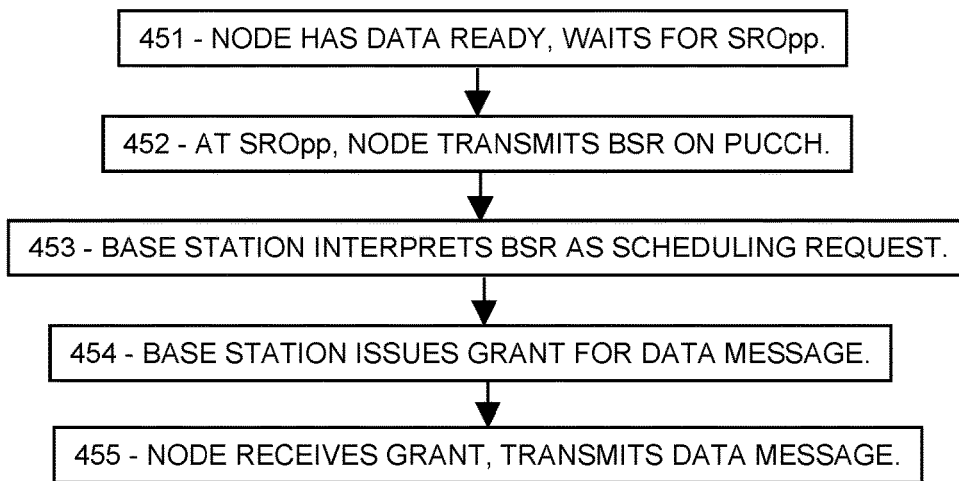 451 - NODE HAS DATA READY, WAITS FOR SROpp.
452 - AT SROpp, NODE TRANSMITS BSR ON PUCCH.
453 - BASE STATION INTERPRETS BSR AS SCHEDULING REQUEST.
454 - BASE STATION ISSUES GRANT FOR DATA MESSAGE.
455 - NODE RECEIVES GRANT, TRANSMITS DATA MESSAGE.